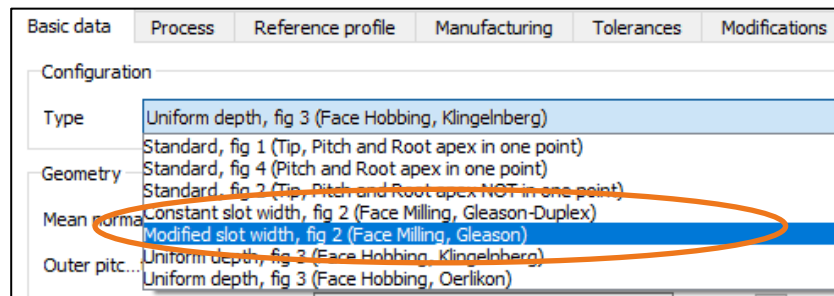 Basic data Process Reference profile Manufacturing Tolerances Modifications
Configuration
Type Uniform depth, fig 3 (Face Hobbing, Klingelnberg)
Standard, fig 1 (Tip, Pitch and Root apex in one point)
Standard, fig 4 (Pitch and Root apex in one point)
Geometry
Standard, fig 2 (Tip, Pitch and Root apex NOT in one point)
Mean norma Constant slot width, fig 2 (Face Milling, Gleason-Duplex)
Modified slot width, fig 2 (Face Milling, Gleason)
Outer pitc... Uniform depth, fig 3 (Face Hobbing, Klingelnberg)
Uniform depth, fig 3 (Face Hobbing, Oerlikon)